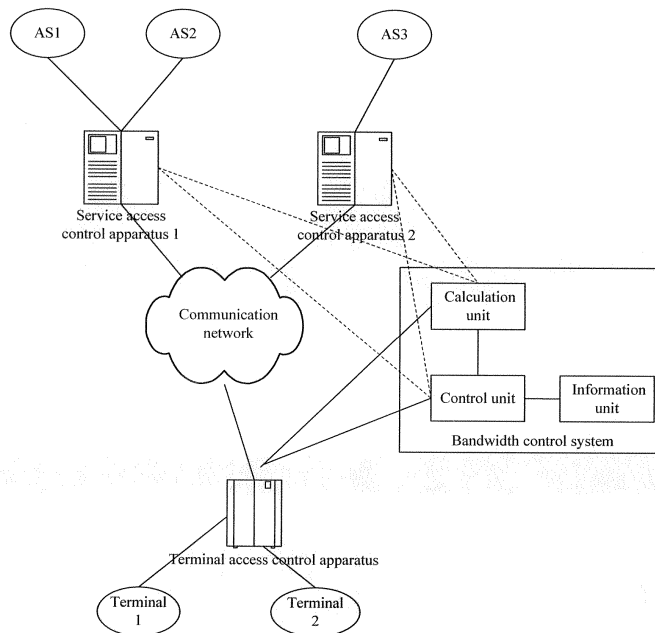 AS1
AS2
AS3
Service access
control apparatus 1
Service access
control apparatus 2
Communication
network
Calculation
unit
Control unit
Information
unit
Bandwidth control system
Terminal access control apparatus
Terminal
1
Terminal
2